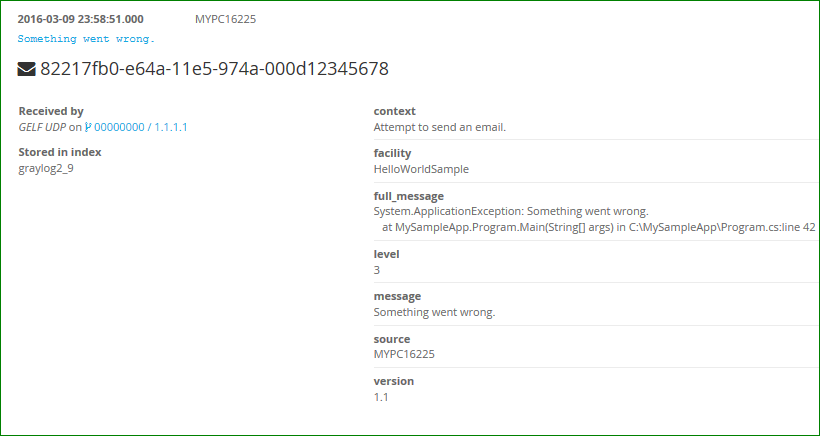 2016-03-09 23:58:51.000 MYPC16225
Something went wrong.
82217fb0-e64a-11e5-974a-000d12345678
Received by
GELF UDP on 00000000 / 1.1.1.1
Stored in index
graylog2_9
context
Attempt to send an email.
facility
HelloWorldSample
full_message
System.ApplicationException: Something went wrong.
at MySampleApp.Program.Main(String[] args) in C:\MySampleApp\Program.cs:line 42
level
3
message
Something went wrong.
source
MYPC16225
version
1.1